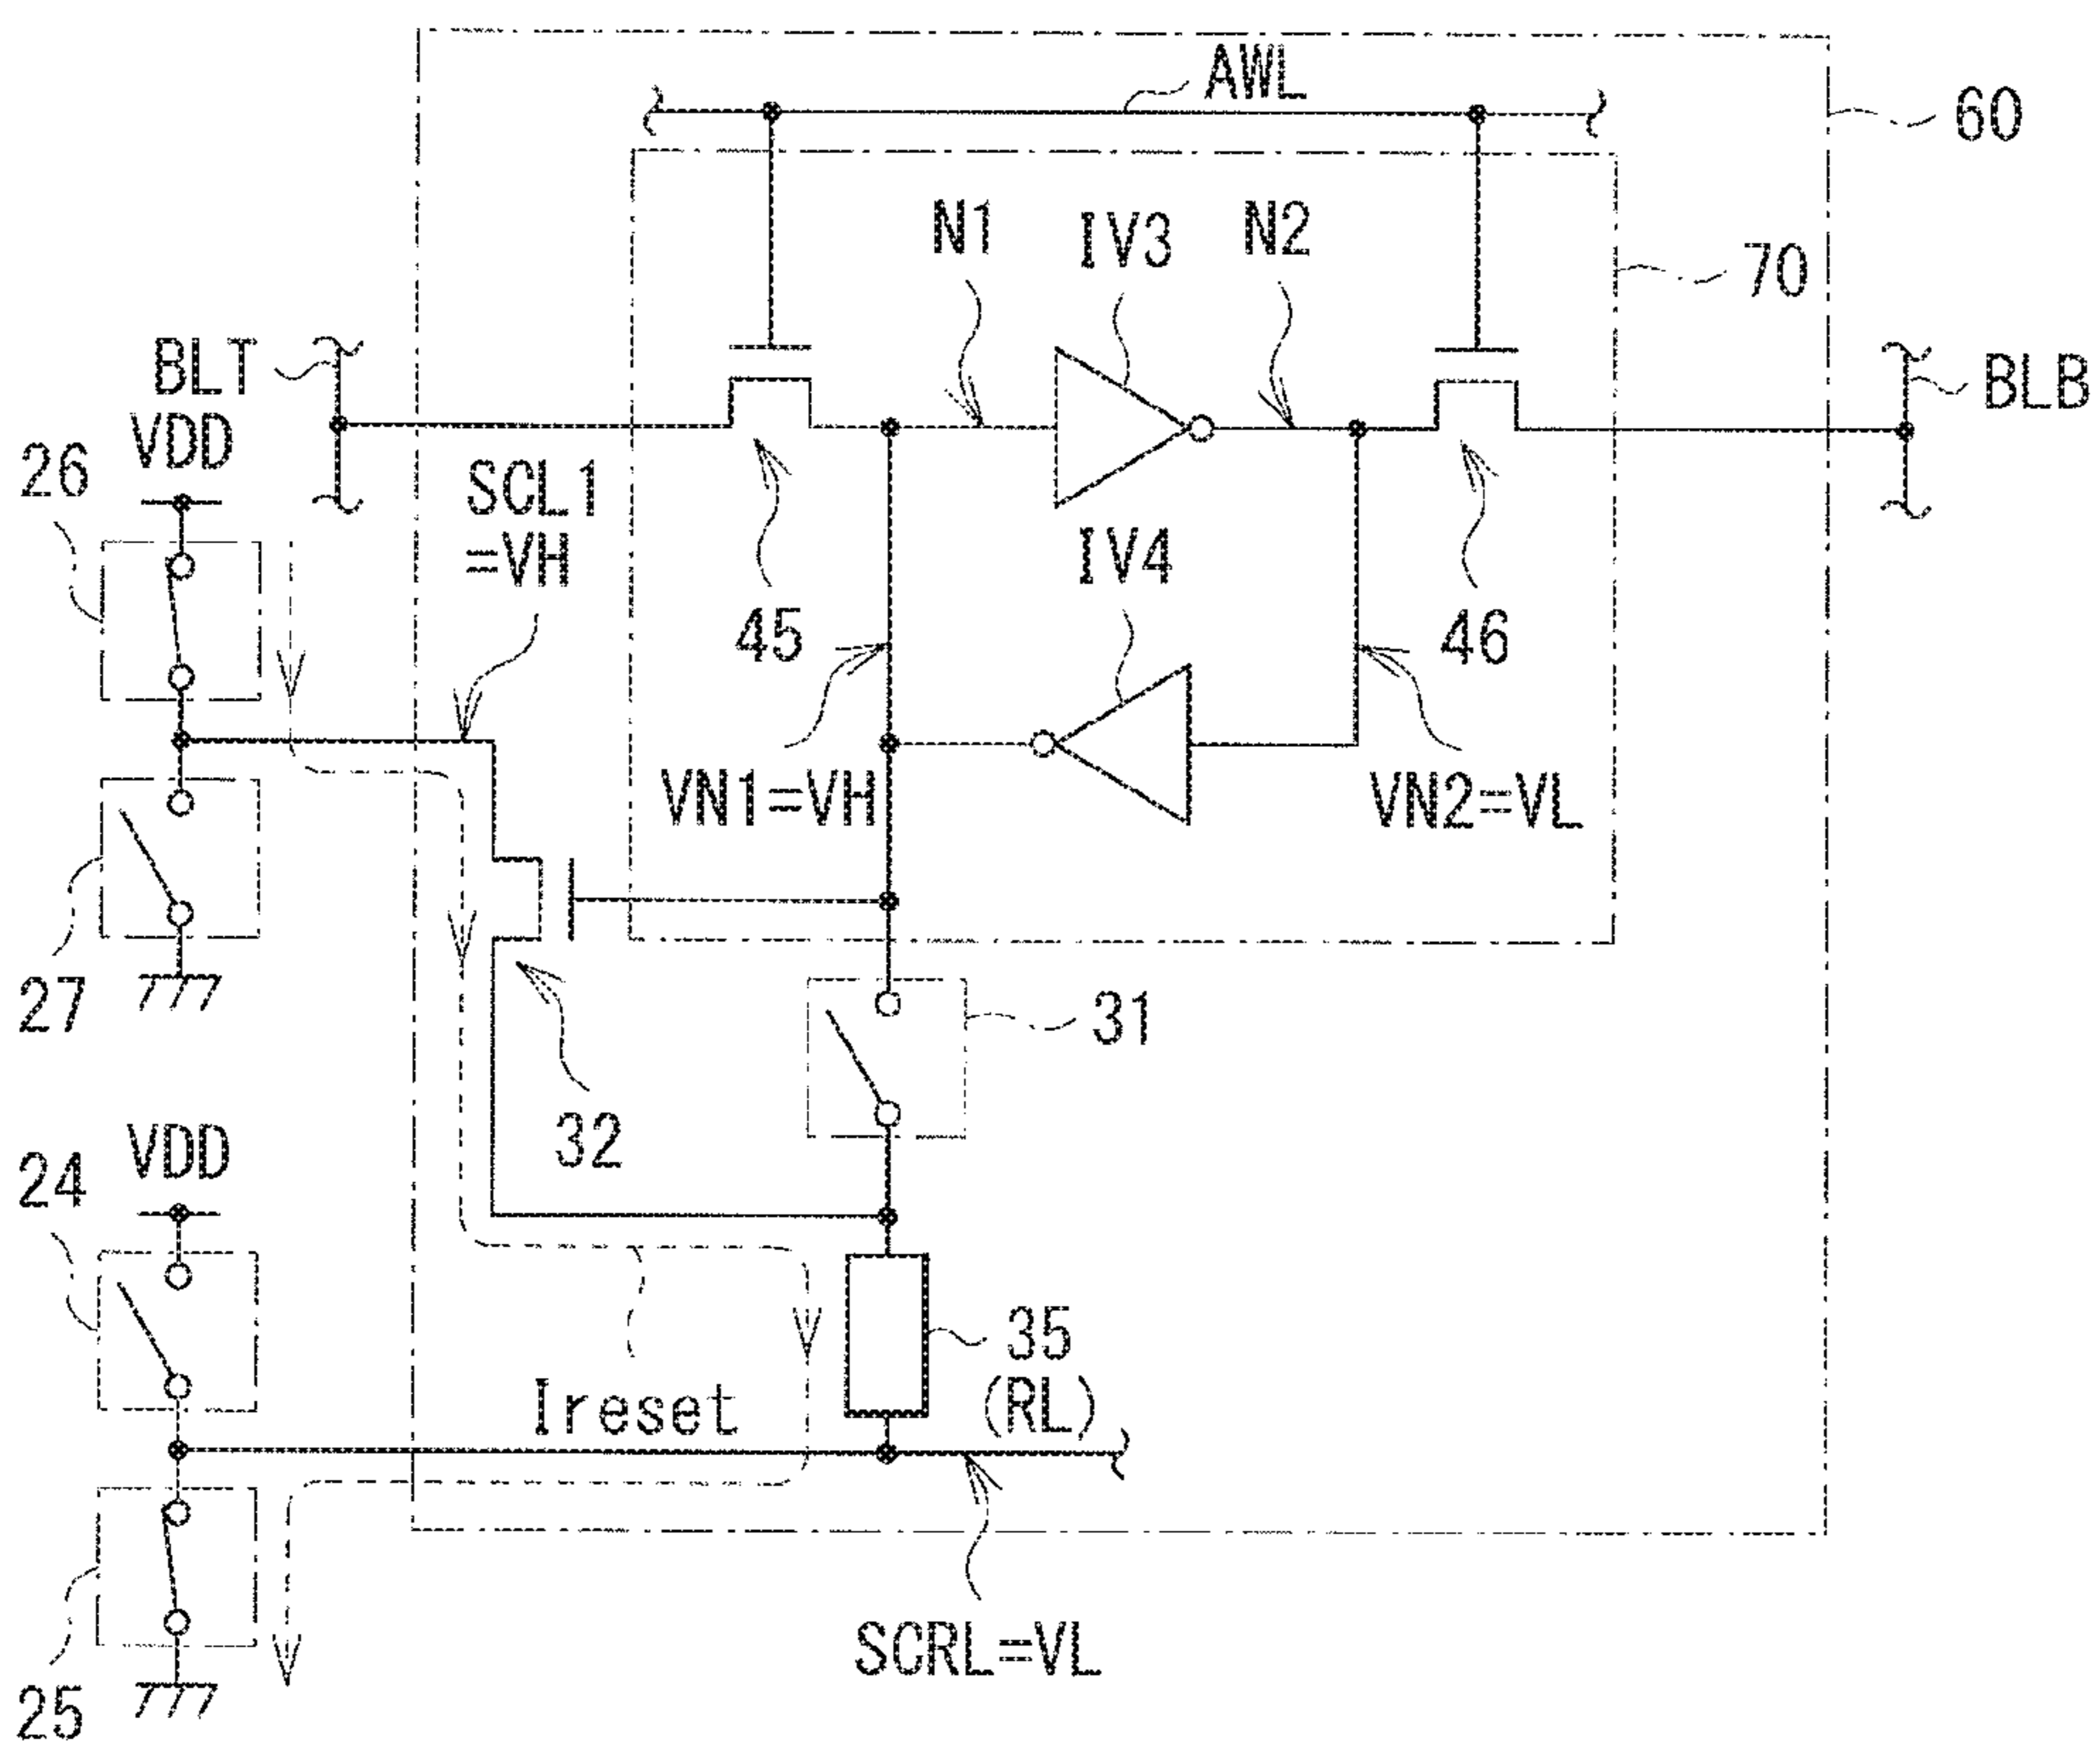 AWL
60
N1
IV3
N2
70
BLT
BLB
VDD
26
SCL1
=VH
45
IV4
46
VN1=VH
VN2=VL
27
31
32
VDD
24
35
(RL)
Ireset
SCRL=VL
25